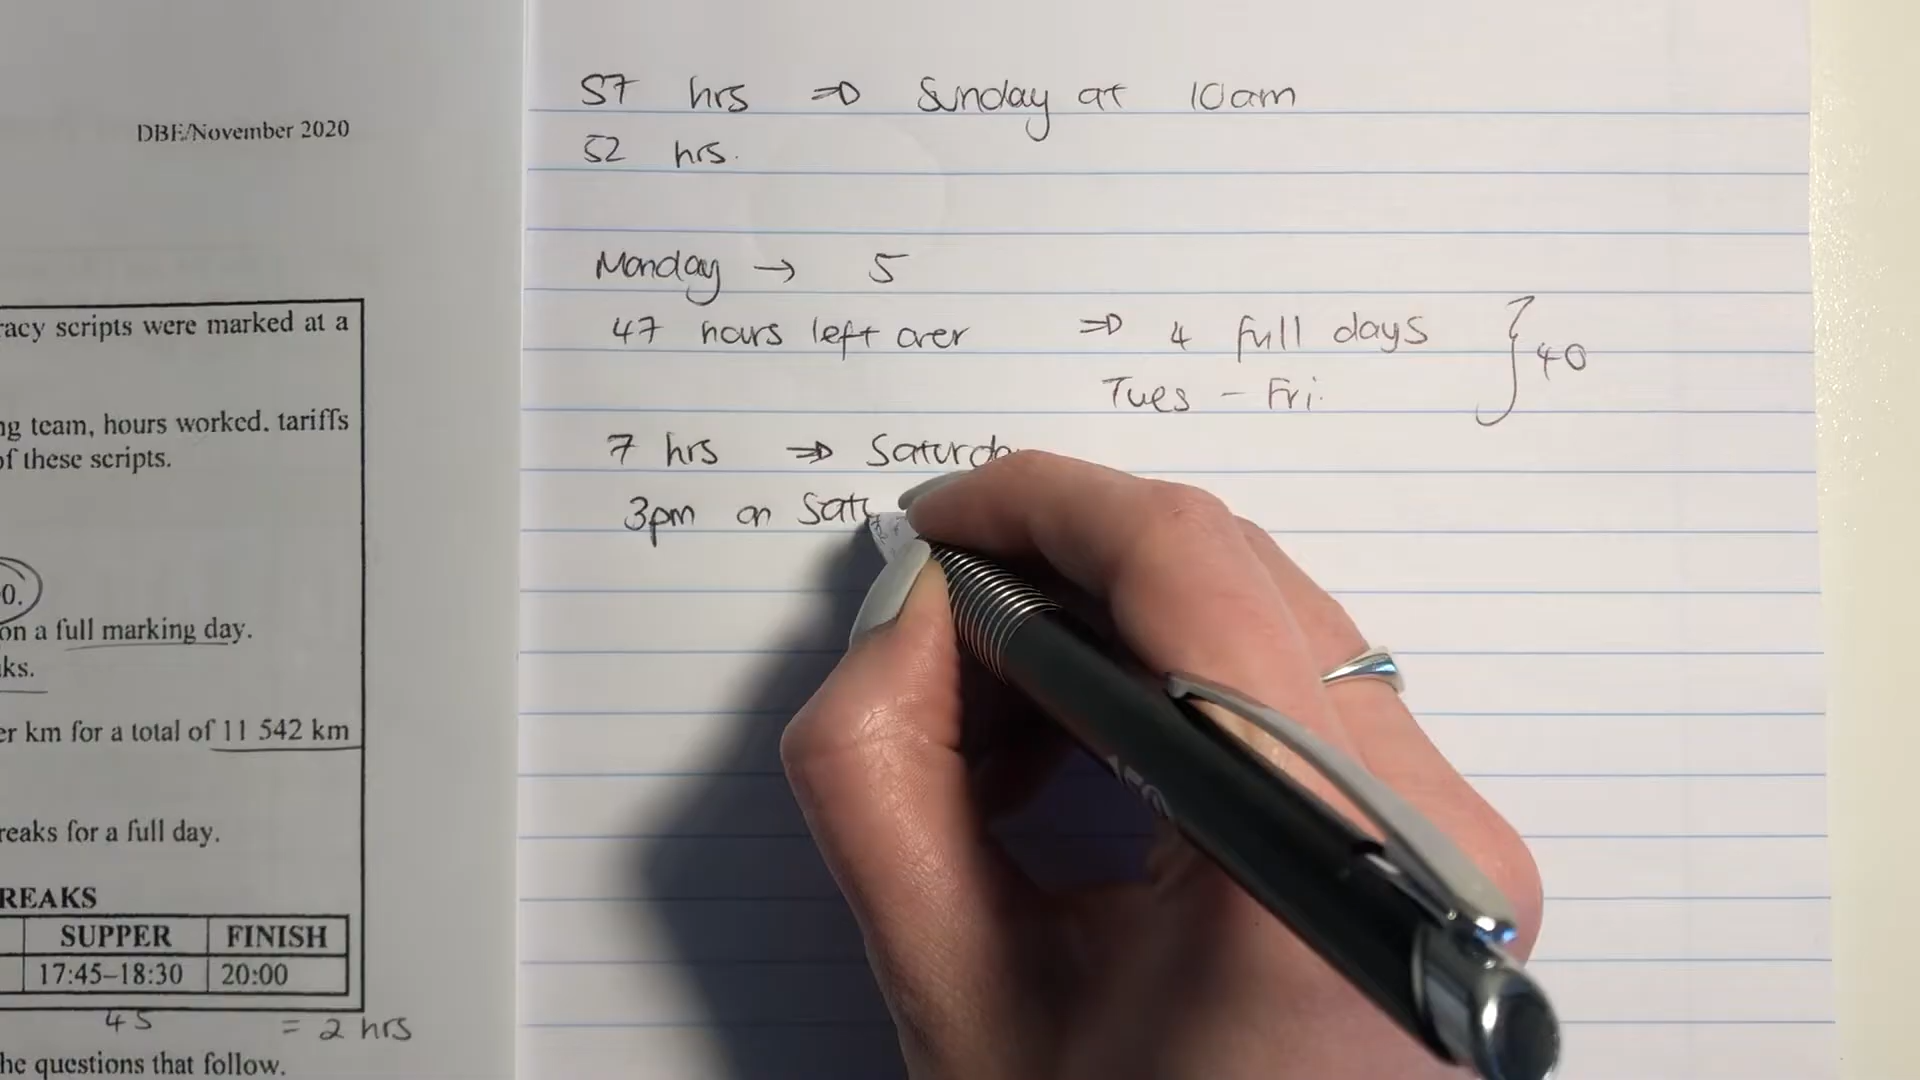 DBE/November 2020
racy scripts were marked at a
ng team, hours worked, tariffs
of these scripts.
0.
on a full marking day.
ks.
er km for a total of 11 542 km
reaks for a full day.
REAKS
SUPPER FINISH
17:45–18:30 20:00
45 = 2 hrs
he questions that follow.
57 hrs ⇒ Sunday at 10am
52 hrs.
Monday → 5
47 hours left over ⇒ 4 full days } 40
Tues - Fri.
7 hrs ⇒ Saturda
3pm on Satu